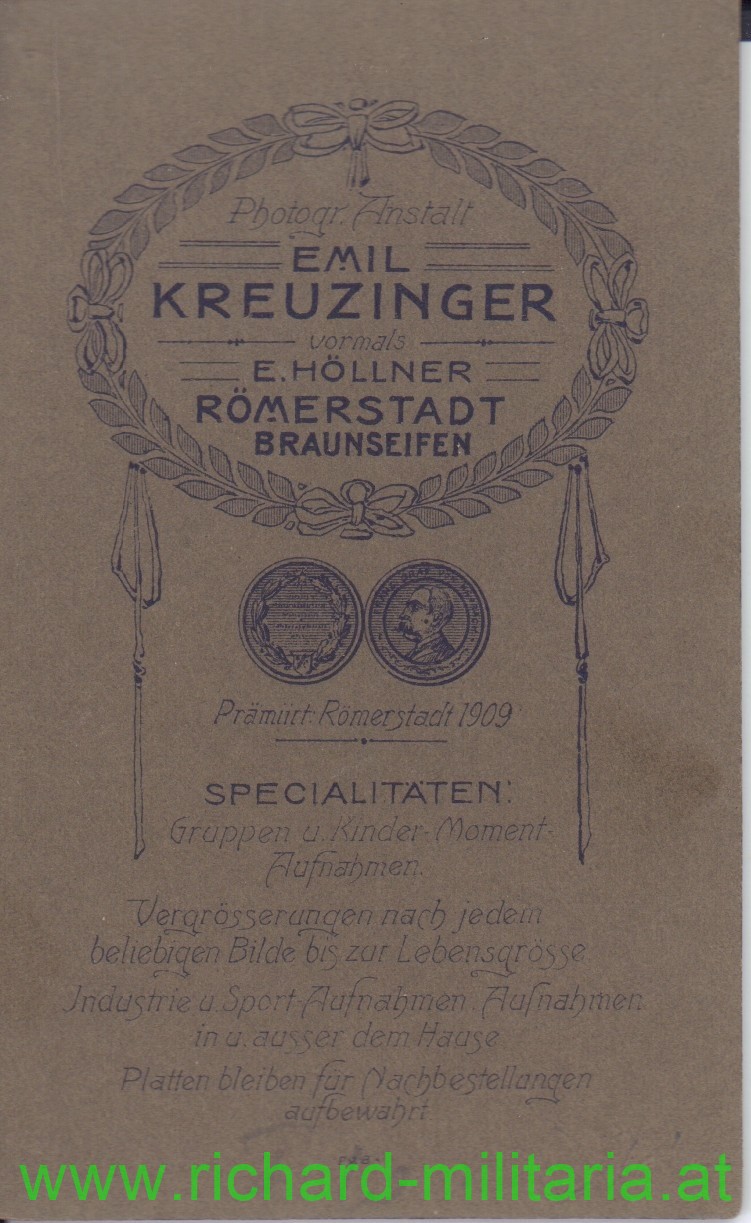 Photogr. Anstalt
EMIL
KREUZINGER
vormals
E. HÖLLNER
RÖMERSTADT
BRAUNSEIFEN
Prämiirt: Römerstadt 1909
SPECIALITÄTEN:
Gruppen u. Kinder-Moment-
Aufnahmen.
Vergrösserungen nach jedem
beliebigen Bilde bis zur Lebensgrösse
Industrie u. Sport-Aufnahmen. Aufnahmen
in u. ausser dem Hause
Platten bleiben für Nachbestellungen
aufbewahrt
www.richard-militaria.at